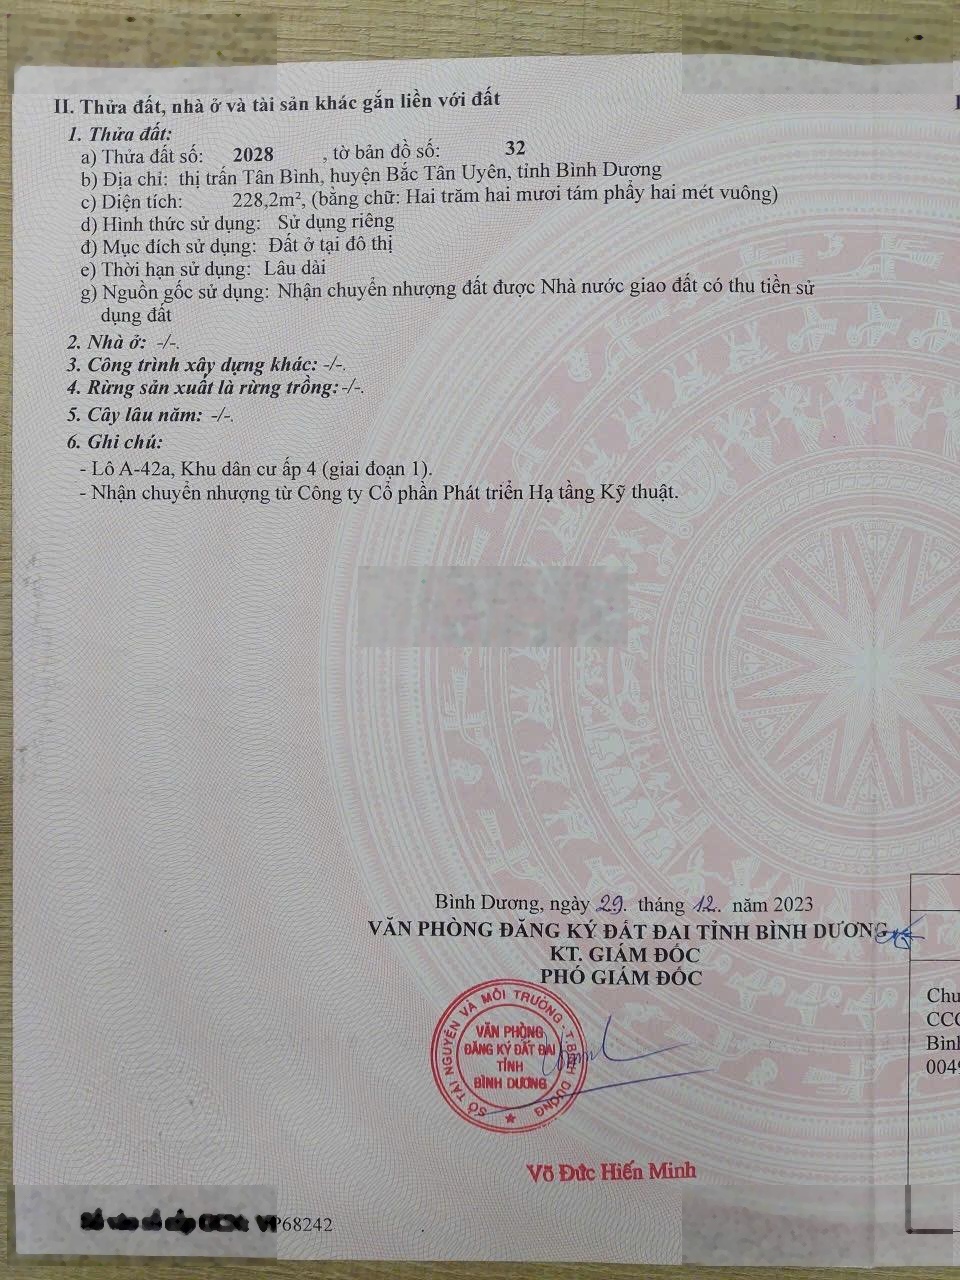 II. Thửa đất, nhà ở và tài sản khác gắn liền với đất
1. Thửa đất:
a) Thửa đất số: 2028 , tờ bản đồ số: 32
b) Địa chỉ: thị trấn Tân Bình, huyện Bắc Tân Uyên, tỉnh Bình Dương
c) Diện tích: 228,2m², (bằng chữ: Hai trăm hai mươi tám phẩy hai mét vuông)
d) Hình thức sử dụng: Sử dụng riêng
đ) Mục đích sử dụng: Đất ở tại đô thị
e) Thời hạn sử dụng: Lâu dài
g) Nguồn gốc sử dụng: Nhận chuyển nhượng đất được Nhà nước giao đất có thu tiền sử
dụng đất
2. Nhà ở: -/-.
3. Công trình xây dựng khác: -/-.
4. Rừng sản xuất là rừng trồng: -/-.
5. Cây lâu năm: -/-.
6. Ghi chú:
- Lô A-42a, Khu dân cư ấp 4 (giai đoạn 1).
- Nhận chuyển nhượng từ Công ty Cổ phần Phát triển Hạ tầng Kỹ thuật.
Bình Dương, ngày 29. tháng 12. năm 2023
VĂN PHÒNG ĐĂNG KÝ ĐẤT ĐAI TỈNH BÌNH DƯƠNG
KT. GIÁM ĐỐC
PHÓ GIÁM ĐỐC
SỞ TÀI NGUYÊN VÀ MÔI TRƯỜNG - T.BÌNH DƯƠNG
VĂN PHÒNG
ĐĂNG KÝ ĐẤT ĐAI
TỈNH
BÌNH DƯƠNG
Võ Đức Hiến Minh
P68242
Chu
CCC
Bình
0049